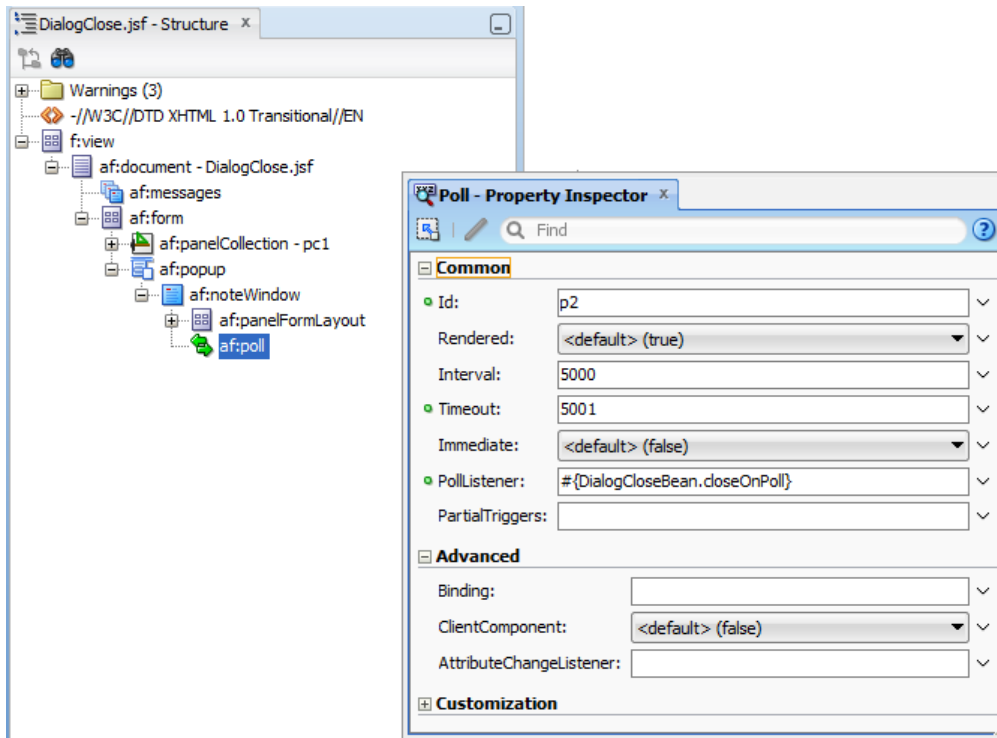 DialogClose.jsf - Structure x
Warnings (3)
-//W3C//DTD XHTML 1.0 Transitional//EN
f:view
af:document - DialogClose.jsf
af:messages
af:form
af:panelCollection - pc1
af:popup
af:noteWindow
af:panelFormLayout
af:poll
XYZ Poll - Property Inspector x
Find ?
Common
Id: p2
Rendered: <default> (true)
Interval: 5000
Timeout: 5001
Immediate: <default> (false)
PollListener: #{DialogCloseBean.closeOnPoll}
PartialTriggers:
Advanced
Binding:
ClientComponent: <default> (false)
AttributeChangeListener:
Customization